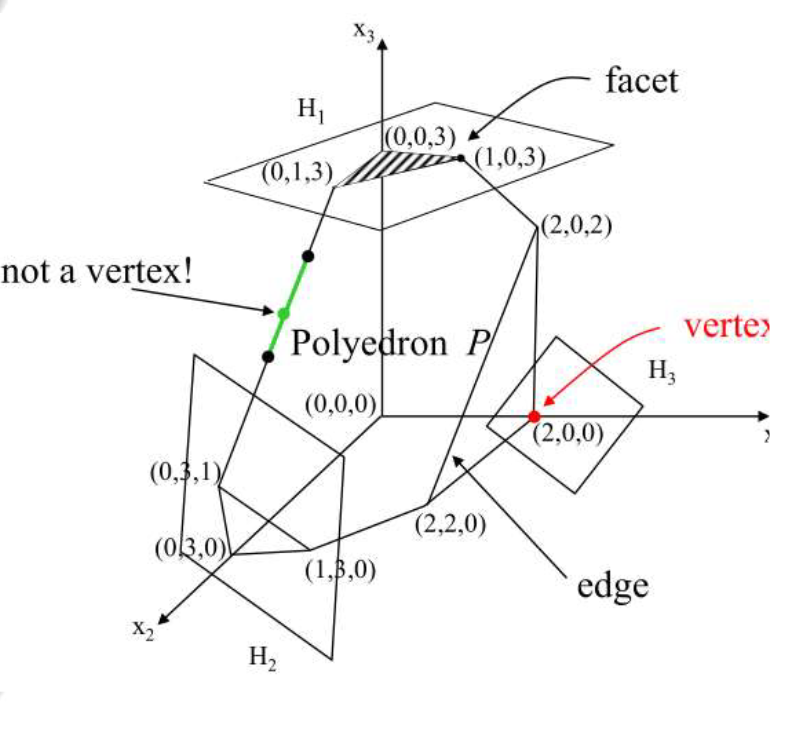 x₃
facet
H₁
(0,0,3)
(0,1,3)
(1,0,3)
(2,0,2)
not a vertex!
Polyedron P
vertex
H₃
(0,0,0)
(2,0,0)
(0,3,1)
(2,2,0)
(0,3,0)
(1,3,0)
edge
x₂
H₂